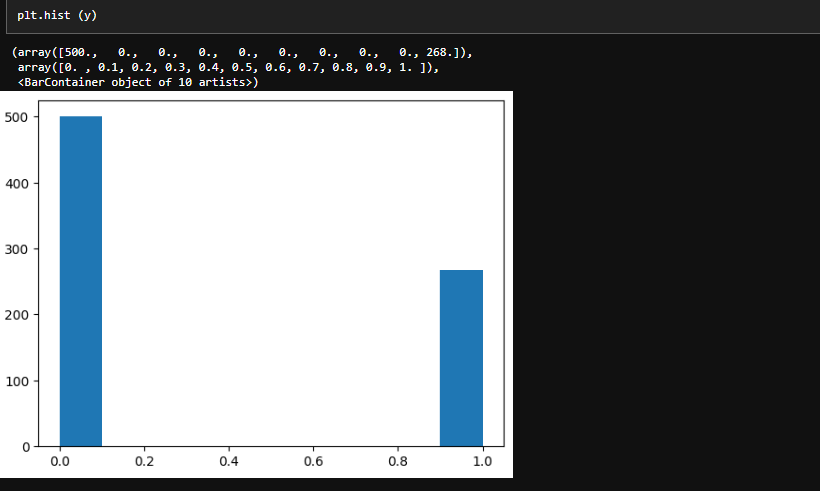 plt.hist (y)
(array([500.,   0.,   0.,   0.,   0.,   0.,   0.,   0.,   0., 268.]),
 array([0. , 0.1, 0.2, 0.3, 0.4, 0.5, 0.6, 0.7, 0.8, 0.9, 1. ]),
 <BarContainer object of 10 artists>)
500
400
300
200
100
0
0.0 0.2 0.4 0.6 0.8 1.0